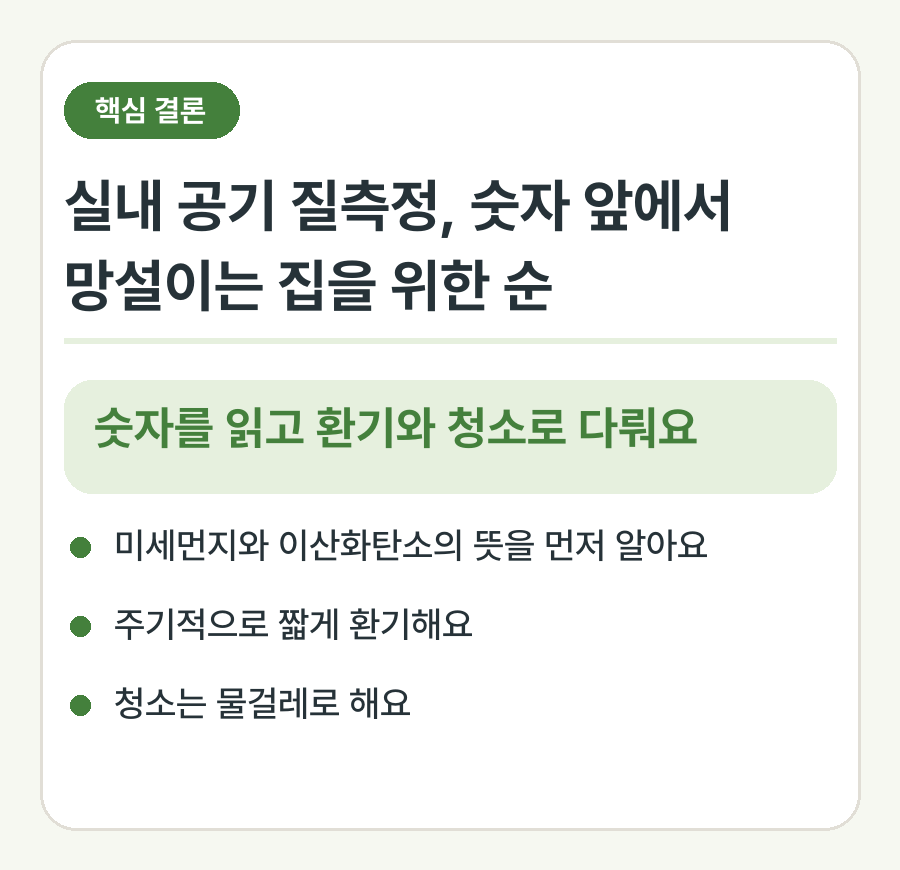 핵심 결론
실내 공기 질측정, 숫자 앞에서
망설이는 집을 위한 순
숫자를 읽고 환기와 청소로 다뤄요
미세먼지와 이산화탄소의 뜻을 먼저 알아요
주기적으로 짧게 환기해요
청소는 물걸레로 해요